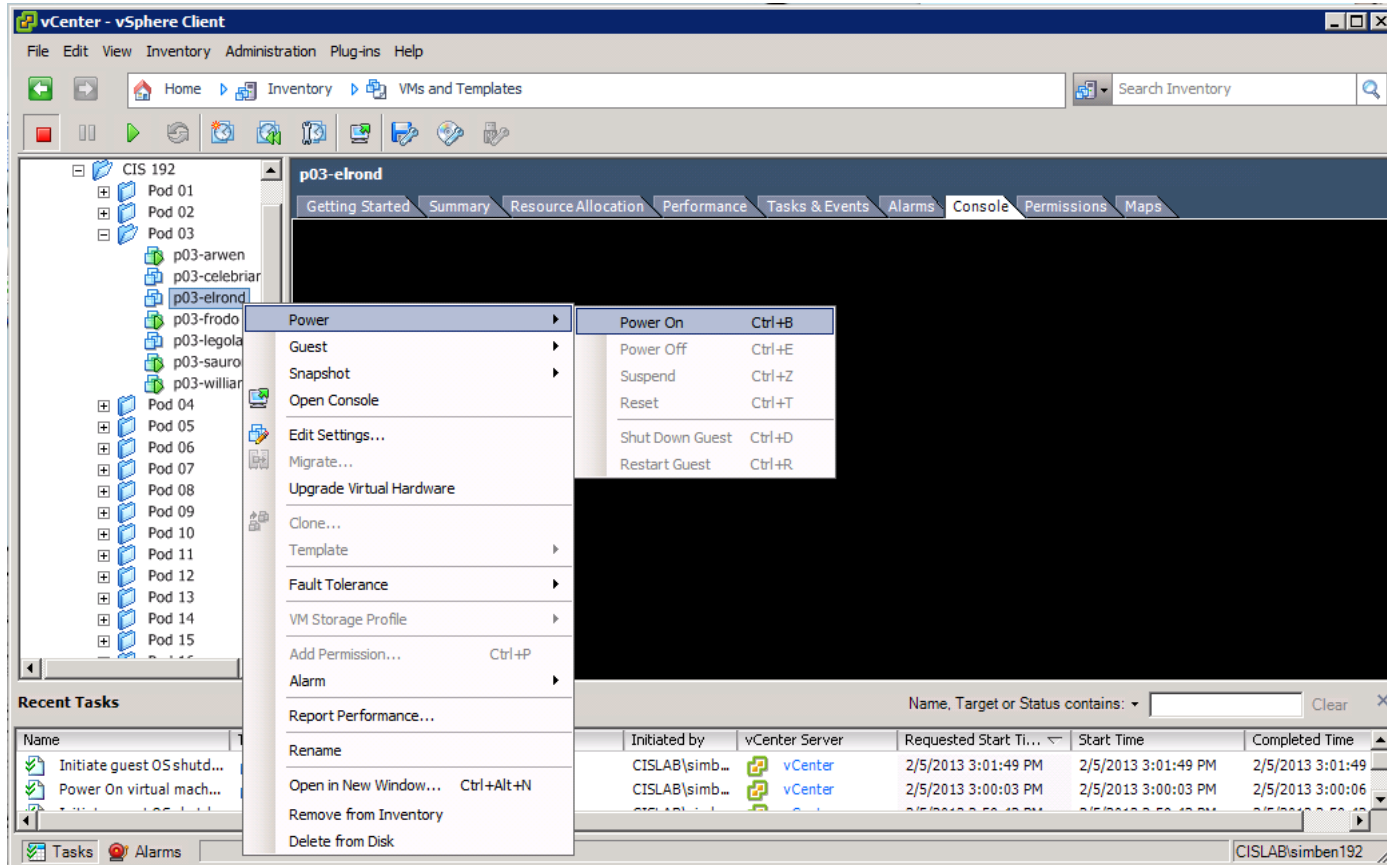 vCenter - vSphere Client
File Edit View Inventory Administration Plug-ins Help
Home Inventory VMs and Templates
Search Inventory
CIS 192
Pod 01
Pod 02
Pod 03
p03-arwen
p03-celebriar
p03-elrond
p03-frodo
p03-legola
p03-sauro
p03-williar
Pod 04
Pod 05
Pod 06
Pod 07
Pod 08
Pod 09
Pod 10
Pod 11
Pod 12
Pod 13
Pod 14
Pod 15
p03-elrond
Getting Started Summary Resource Allocation Performance Tasks & Events Alarms Console Permissions Maps
Power
Guest
Snapshot
Open Console
Edit Settings...
Migrate...
Upgrade Virtual Hardware
Clone...
Template
Fault Tolerance
VM Storage Profile
Add Permission... Ctrl+P
Alarm
Report Performance...
Rename
Open in New Window... Ctrl+Alt+N
Remove from Inventory
Delete from Disk
Power On Ctrl+B
Power Off Ctrl+E
Suspend Ctrl+Z
Reset Ctrl+T
Shut Down Guest Ctrl+D
Restart Guest Ctrl+R
Recent Tasks
Name, Target or Status contains: Clear
Name Initiated by vCenter Server Requested Start Ti... Start Time Completed Time
Initiate guest OS shutd... CISLAB\simb... vCenter 2/5/2013 3:01:49 PM 2/5/2013 3:01:49 PM 2/5/2013 3:01:49
Power On virtual mach... CISLAB\simb... vCenter 2/5/2013 3:00:03 PM 2/5/2013 3:00:03 PM 2/5/2013 3:00:06
Tasks Alarms
CISLAB\simben192